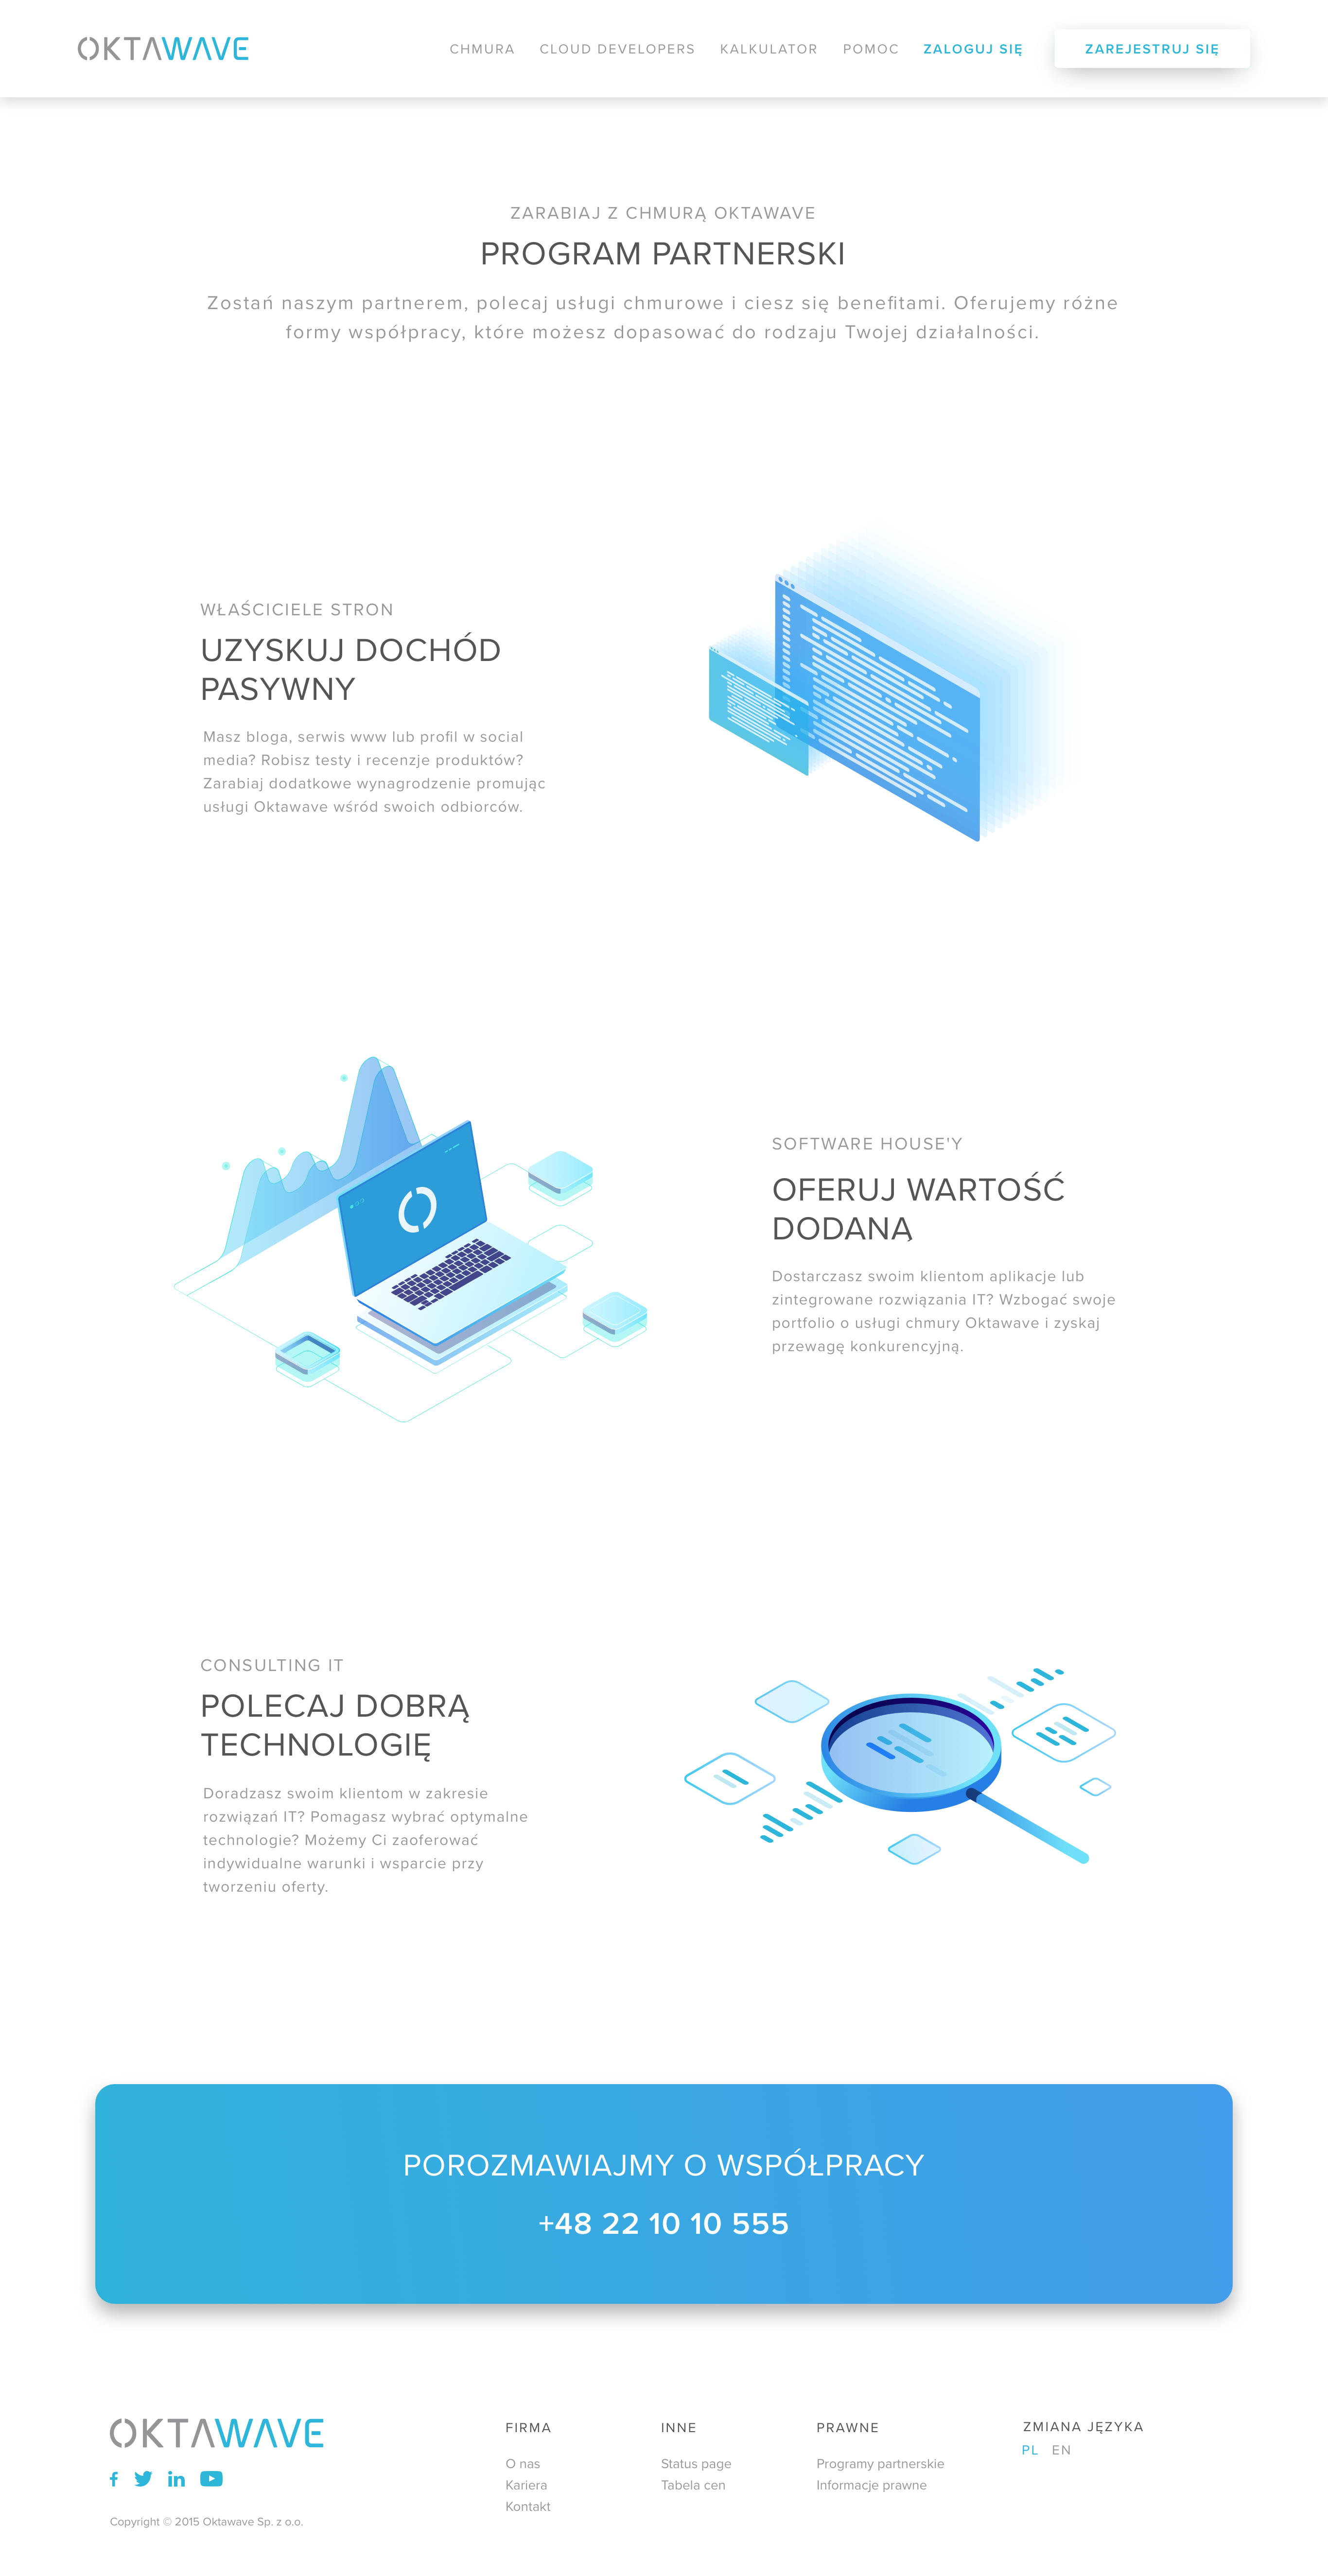 OKTAWAVE
CHMURA CLOUD DEVELOPERS KALKULATOR POMOC ZALOGUJ SIĘ ZAREJESTRUJ SIĘ
ZARABIAJ Z CHMURĄ OKTAWAVE
PROGRAM PARTNERSKI
Zostań naszym partnerem, polecaj usługi chmurowe i ciesz się benefitami. Oferujemy różne
formy współpracy, które możesz dopasować do rodzaju Twojej działalności.
WŁAŚCICIELE STRON
UZYSKUJ DOCHÓD
PASYWNY
Masz bloga, serwis www lub profil w social
media? Robisz testy i recenzje produktów?
Zarabiaj dodatkowe wynagrodzenie promując
usługi Oktawave wśród swoich odbiorców.
SOFTWARE HOUSE'Y
OFERUJ WARTOŚĆ
DODANĄ
Dostarczasz swoim klientom aplikacje lub
zintegrowane rozwiązania IT? Wzbogać swoje
portfolio o usługi chmury Oktawave i zyskaj
przewagę konkurencyjną.
CONSULTING IT
POLECAJ DOBRĄ
TECHNOLOGIĘ
Doradzasz swoim klientom w zakresie
rozwiązań IT? Pomagasz wybrać optymalne
technologie? Możemy Ci zaoferować
indywidualne warunki i wsparcie przy
tworzeniu oferty.
POROZMAWIAJMY O WSPÓŁPRACY
+48 22 10 10 555
OKTAWAVE
Copyright © 2015 Oktawave Sp. z o.o.
FIRMA
O nas
Kariera
Kontakt
INNE
Status page
Tabela cen
PRAWNE
Programy partnerskie
Informacje prawne
ZMIANA JĘZYKA
PL EN